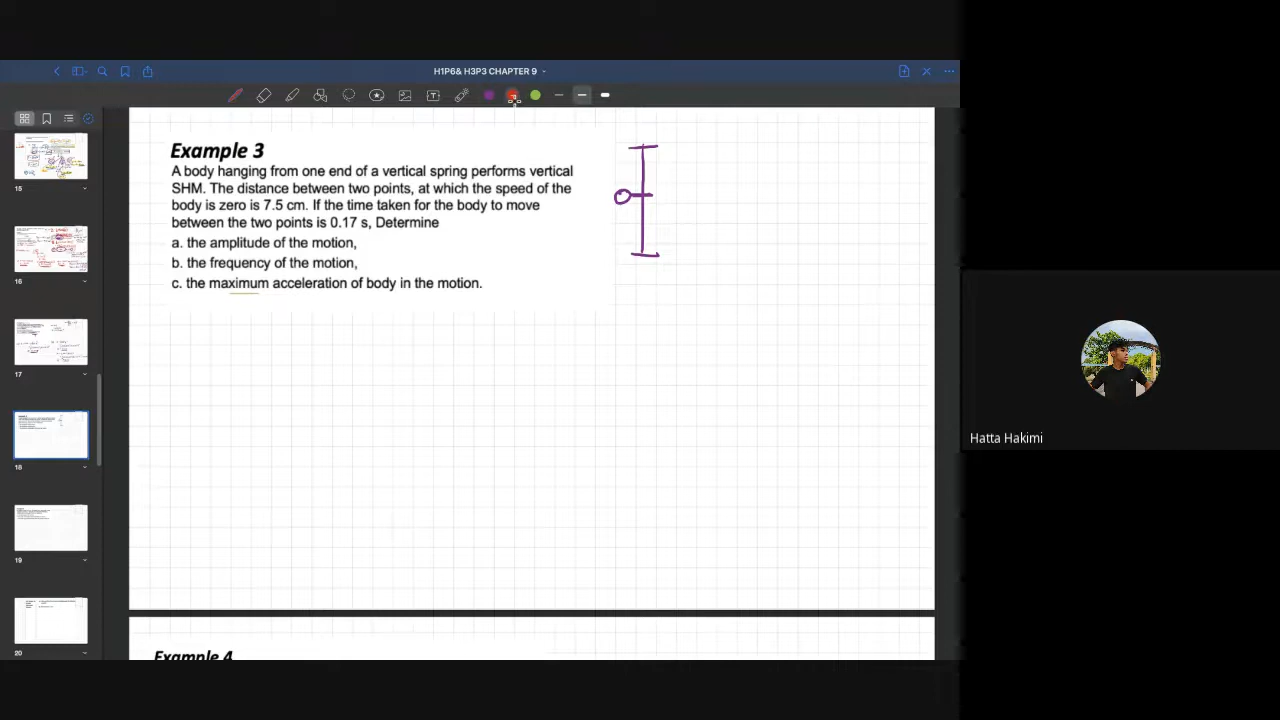 H1P6& H3P3 CHAPTER 9
Example 3
A body hanging from one end of a vertical spring performs vertical
SHM. The distance between two points, at which the speed of the
body is zero is 7.5 cm. If the time taken for the body to move
between the two points is 0.17 s, Determine
a. the amplitude of the motion,
b. the frequency of the motion,
c. the maximum acceleration of body in the motion.
Example 4
15
16
17
18
19
20
Hatta Hakimi